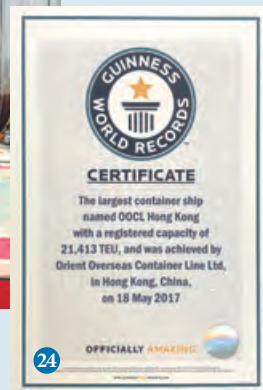 GUINNESS
WORLD RECORDS
CERTIFICATE
The largest container ship
named OOCL Hong Kong
with a registered capacity of
21,413 TEU, and was achieved by
Orient Overseas Container Line Ltd,
in Hong Kong, China,
on 18 May 2017
OFFICIALLY AMAZING
24